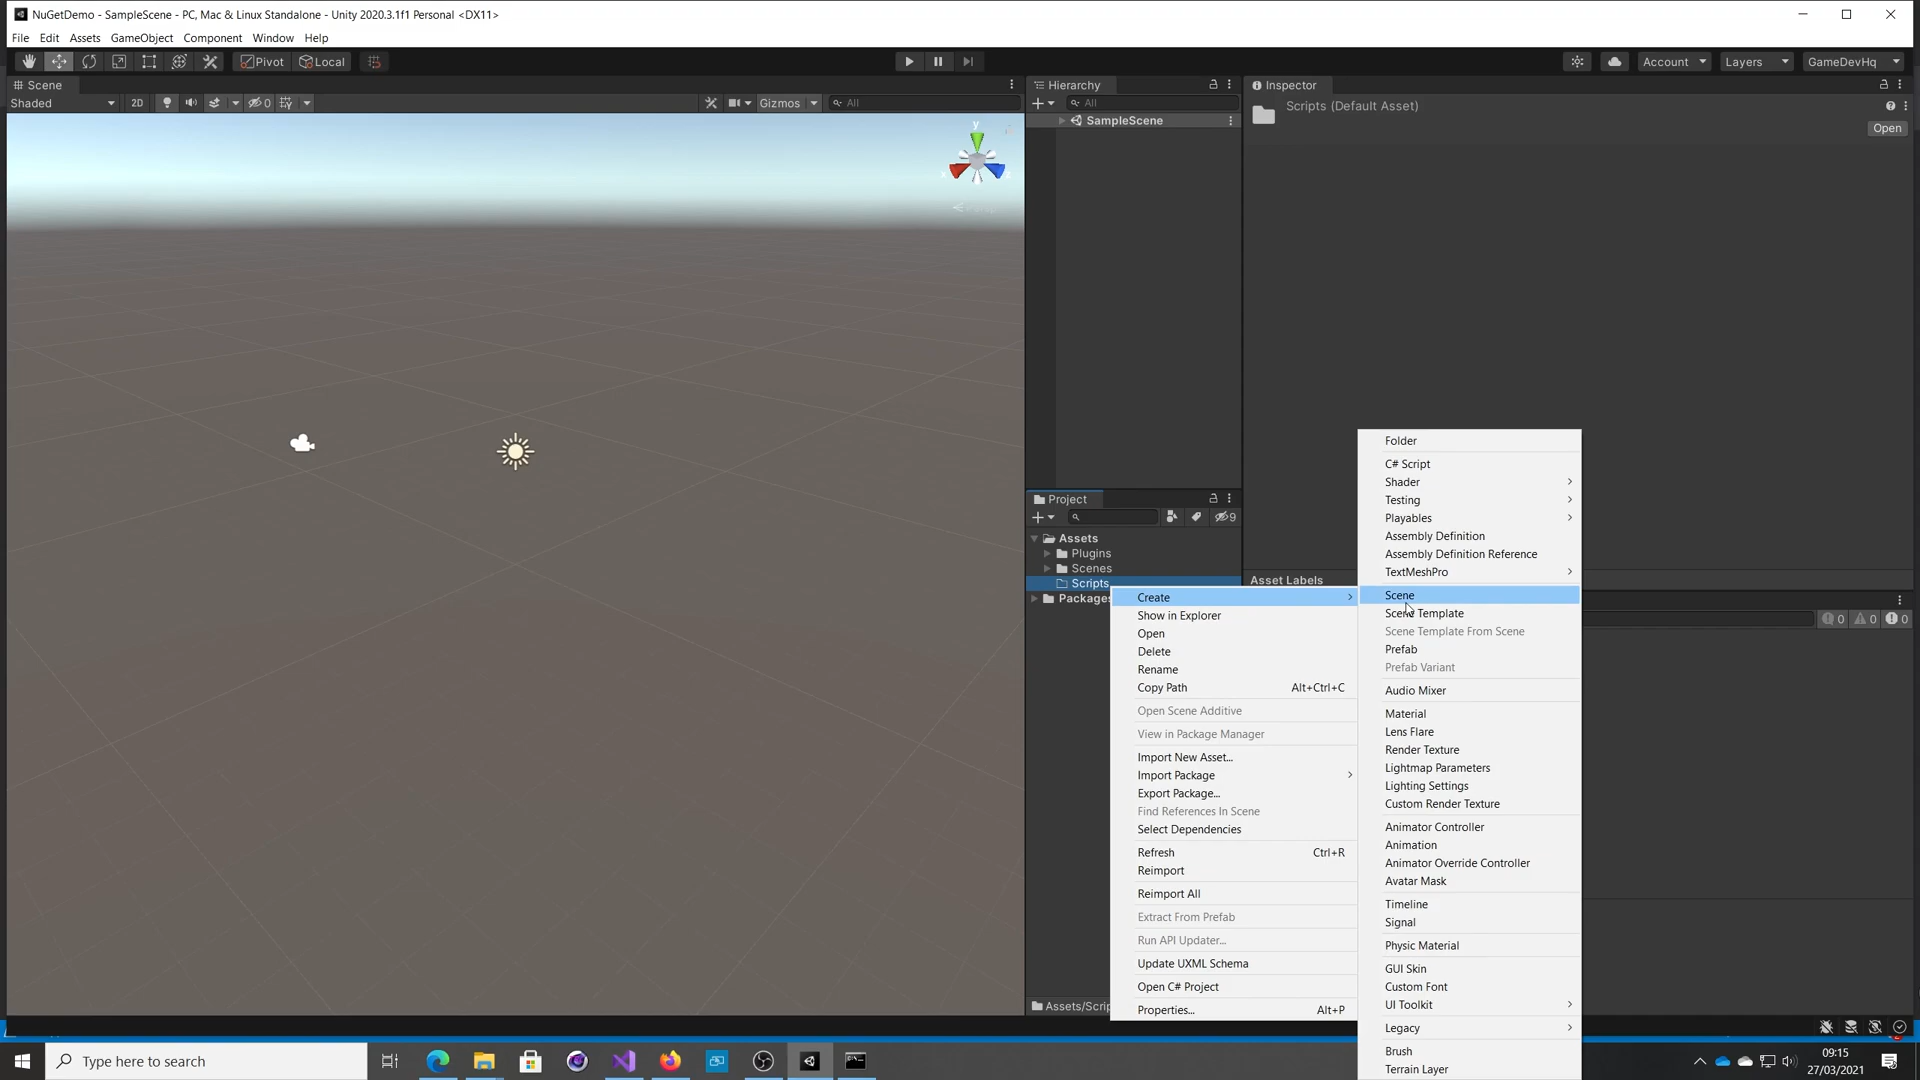 NuGetDemo - SampleScene - PC, Mac & Linux Standalone - Unity 2020.3.1f1 Personal <DX11>
File Edit Assets GameObject Component Window Help
Pivot Local
Account Layers GameDevHq
Scene
Shaded 2D 0 Gizmos All
y
x
Hierarchy
All
SampleScene
Inspector
Scripts (Default Asset)
Open
Project
9
Assets
Plugins
Scenes
Scripts
Packages
Asset Labels
0 0 0
Create
Show in Explorer
Open
Delete
Rename
Copy Path Alt+Ctrl+C
Open Scene Additive
View in Package Manager
Import New Asset...
Import Package
Export Package...
Find References In Scene
Select Dependencies
Refresh Ctrl+R
Reimport
Reimport All
Extract From Prefab
Run API Updater...
Update UXML Schema
Open C# Project
Properties... Alt+P
Folder
C# Script
Shader
Testing
Playables
Assembly Definition
Assembly Definition Reference
TextMeshPro
Scene
Scene Template
Scene Template From Scene
Prefab
Prefab Variant
Audio Mixer
Material
Lens Flare
Render Texture
Lightmap Parameters
Lighting Settings
Custom Render Texture
Animator Controller
Animation
Animator Override Controller
Avatar Mask
Timeline
Signal
Physic Material
GUI Skin
Custom Font
UI Toolkit
Legacy
Brush
Terrain Layer
Assets/Scrip
Type here to search
09:15
27/03/2021